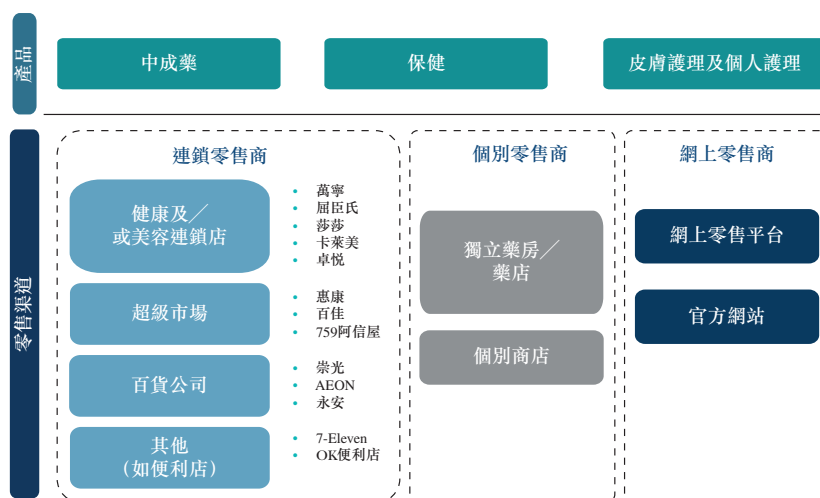 產品
中成藥
保健
皮膚護理及個人護理
零售渠道
連鎖零售商
健康及╱
或美容連鎖店
• 萬寧
• 屈臣氏
• 莎莎
• 卡萊美
• 卓悅
超級市場
• 惠康
• 百佳
• 759阿信屋
百貨公司
• 崇光
• AEON
• 永安
其他
(如便利店)
• 7-Eleven
• OK便利店
個別零售商
獨立藥房╱
藥店
個別商店
網上零售商
網上零售平台
官方網站